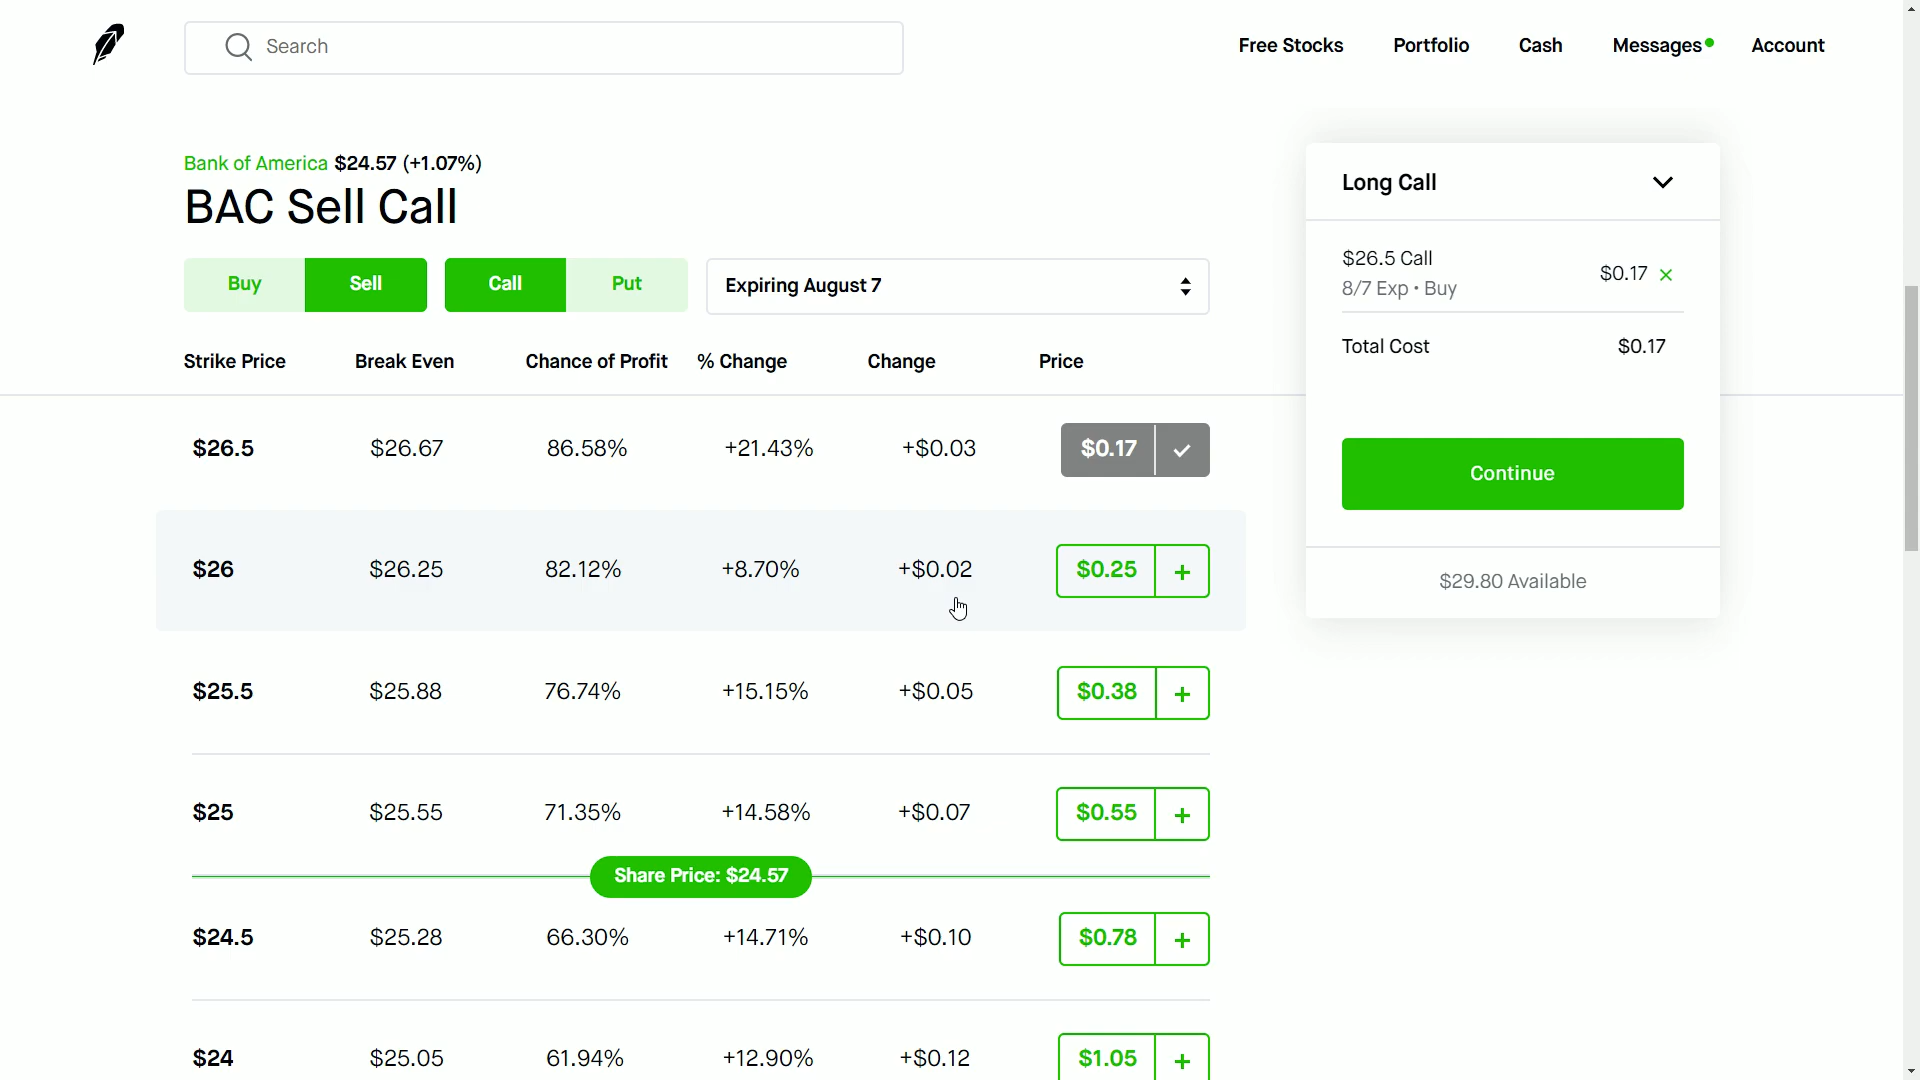 Search
Free Stocks Portfolio Cash Messages Account
Bank of America $24.57 (+1.07%)
BAC Sell Call
Buy Sell Call Put Expiring August 7
Strike Price Break Even Chance of Profit % Change Change Price
$26.5 $26.67 86.58% +21.43% +$0.03 $0.17
$26 $26.25 82.12% +8.70% +$0.02 $0.25 +
$25.5 $25.88 76.74% +15.15% +$0.05 $0.38 +
$25 $25.55 71.35% +14.58% +$0.07 $0.55 +
Share Price: $24.57
$24.5 $25.28 66.30% +14.71% +$0.10 $0.78 +
$24 $25.05 61.94% +12.90% +$0.12 $1.05 +
Long Call
$26.5 Call $0.17 ×
8/7 Exp • Buy
Total Cost $0.17
Continue
$29.80 Available